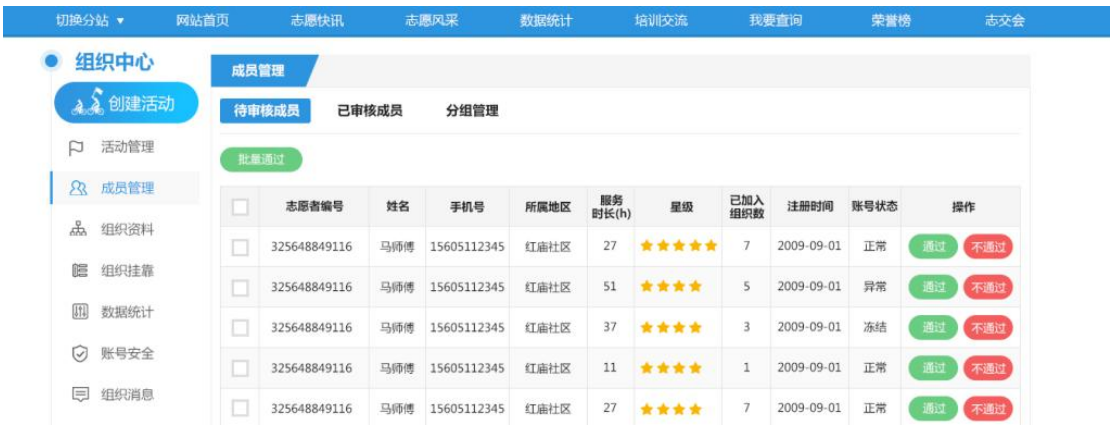 切换分站 ▼ 网站首页 志愿快讯 志愿风采 数据统计 培训交流 我要查询 荣誉榜 志交会
组织中心
创建活动
活动管理
成员管理
组织资料
组织挂靠
数据统计
账号安全
组织消息
成员管理
待审核成员 已审核成员 分组管理
批量通过
志愿者编号 姓名 手机号 所属地区 服务时长(h) 星级 已加入组织数 注册时间 账号状态 操作
325648849116 马师傅 15605112345 红庙社区 27 7 2009-09-01 正常 通过 不通过
325648849116 马师傅 15605112345 红庙社区 51 5 2009-09-01 异常 通过 不通过
325648849116 马师傅 15605112345 红庙社区 37 3 2009-09-01 冻结 通过 不通过
325648849116 马师傅 15605112345 红庙社区 11 1 2009-09-01 正常 通过 不通过
325648849116 马师傅 15605112345 红庙社区 27 7 2009-09-01 正常 通过 不通过